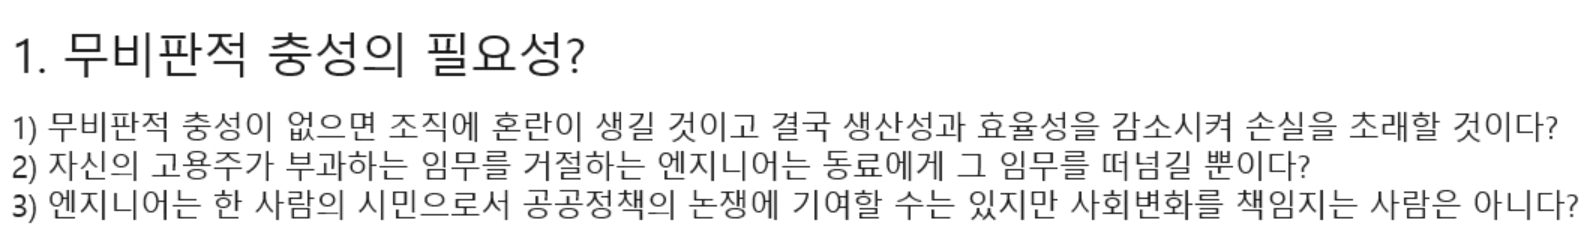 1. 무비판적 충성의 필요성?
1) 무비판적 충성이 없으면 조직에 혼란이 생길 것이고 결국 생산성과 효율성을 감소시켜 손실을 초래할 것이다?
2) 자신의 고용주가 부과하는 임무를 거절하는 엔지니어는 동료에게 그 임무를 떠넘길 뿐이다?
3) 엔지니어는 한 사람의 시민으로서 공공정책의 논쟁에 기여할 수는 있지만 사회변화를 책임지는 사람은 아니다?